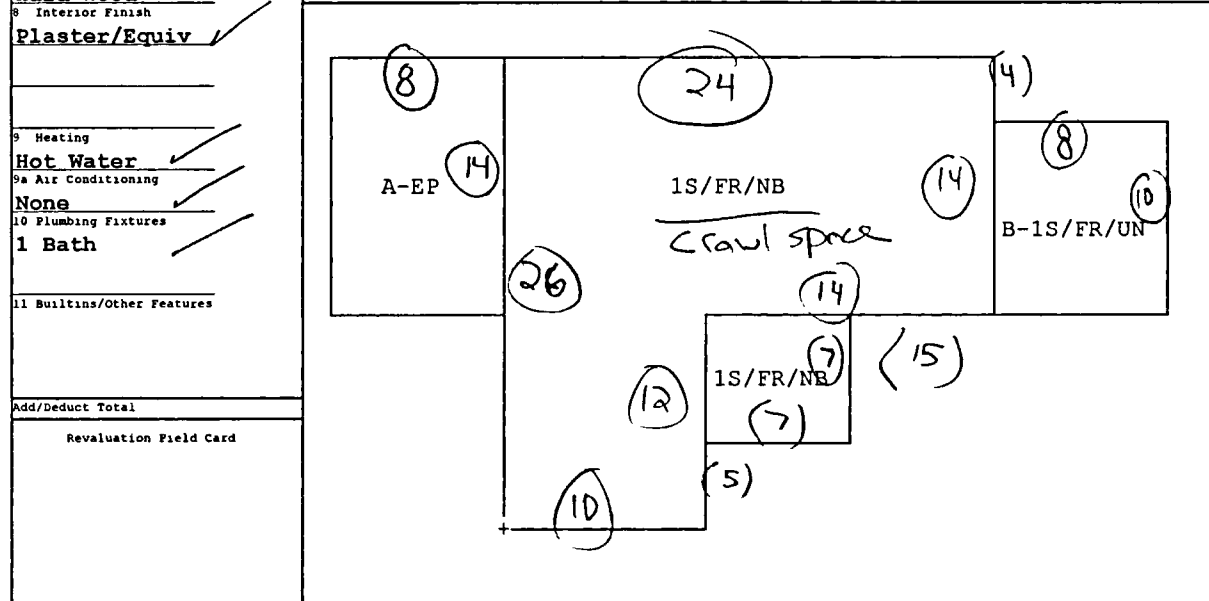 8 Interior Finish
Plaster/Equiv
9 Heating
Hot Water
9a Air Conditioning
None
10 Plumbing Fixtures
1 Bath
11 Builtins/Other Features
Add/Deduct Total
Revaluation Field Card
8
24
(4)
8
14
A-EP
1S/FR/NB
14
10
Crawl space
B-1S/FR/UN
26
14
(7)
(15)
12
1S/FR/NB
(7)
(5)
10